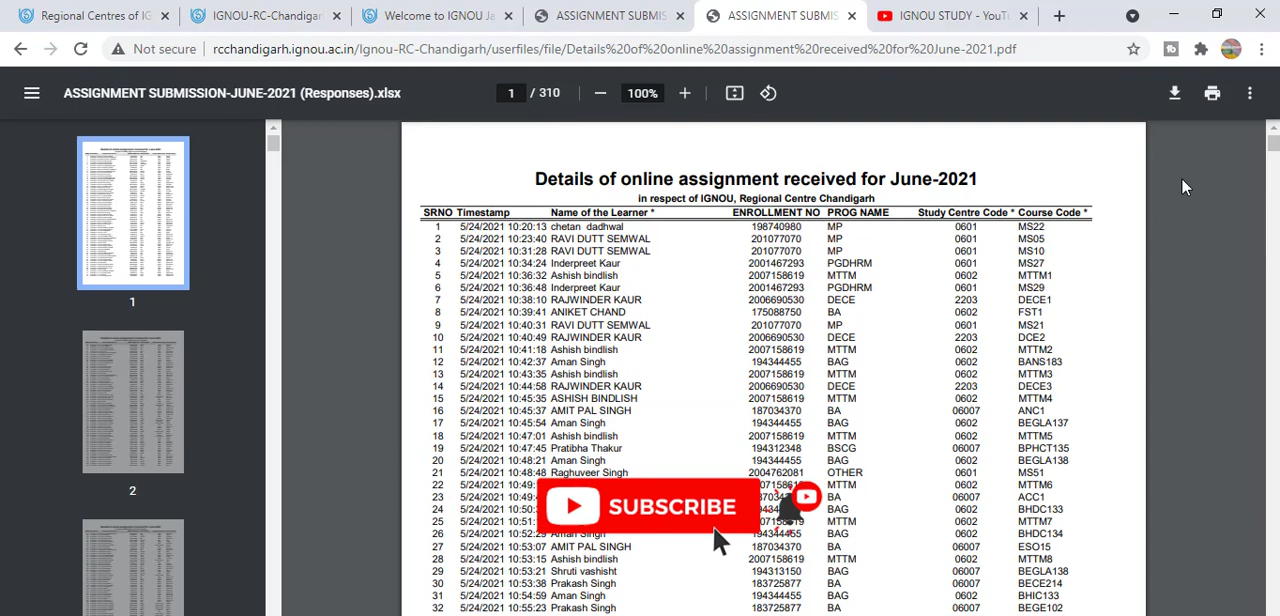 Regional Centres of IG
IGNOU-RC-Chandigar
Welcome to IGNOU Ja
ASSIGNMENT SUBMIS
ASSIGNMENT SUBMIS
IGNOU STUDY - YouTu
Not secure rcchandigarh.ignou.ac.in/Ignou-RC-Chandigarh/userfiles/file/Details%20of%20online%20assignment%20received%20for%20June-2021.pdf
ASSIGNMENT SUBMISSION-JUNE-2021 (Responses).xlsx 1 / 310 100%
Details of online assignment received for June-2021
in respect of IGNOU, Regional Centre Chandigarh
SRNO Timestamp Name of the Learner * ENROLLMENT NO PROG NAME Study Centre Code * Course Code *
1 5/24/2021 10:20:16 chetan dadhwal 198740980 MP 0601 MS22
2 5/24/2021 10:23:26 RAVI DUTT SEMWAL 201077070 MP 0601 MS05
3 5/24/2021 10:31:28 RAVI DUTT SEMWAL 201077070 MP 0601 MS10
4 5/24/2021 10:34:24 Inderpreet Kaur 2001467293 PGDHRM 0601 MS27
5 5/24/2021 10:36:32 Ashish bindlish 2007158619 MTTM 0602 MTTM1
6 5/24/2021 10:36:48 Inderpreet Kaur 2001467293 PGDHRM 0601 MS29
7 5/24/2021 10:38:10 RAJWINDER KAUR 2006690530 DECE 2203 DECE1
8 5/24/2021 10:39:41 ANIKET CHAND 175088750 BA 0602 FST1
9 5/24/2021 10:40:31 RAVI DUTT SEMWAL 201077070 MP 0601 MS21
10 5/24/2021 10:40:49 RAJWINDER KAUR 2006690530 DECE 2203 DCE2
11 5/24/2021 10:41:19 Ashish bindlish 2007158619 MTTM 0602 MTTM2
12 5/24/2021 10:42:37 Aman Singh 194344455 BAG 0602 BANS183
13 5/24/2021 10:43:35 Ashish bindlish 2007158619 MTTM 0602 MTTM3
14 5/24/2021 10:44:58 RAJWINDER KAUR 2006690530 DECE 2203 DECE3
15 5/24/2021 10:45:35 ASHISH BINDLISH 2007158619 MTTM 0602 MTTM4
16 5/24/2021 10:45:37 AMIT PAL SINGH 187034370 BA 06007 ANC1
17 5/24/2021 10:45:54 Aman Singh 194344455 BAG 0602 BEGLA137
18 5/24/2021 10:47:01 Ashish bindlish 2007158619 MTTM 0602 MTTM5
19 5/24/2021 10:47:45 Pratibha Thakur 194312348 BSCG 06007 BPHCT135
20 5/24/2021 10:48:21 Aman Singh 194344455 BAG 0602 BEGLA138
21 5/24/2021 10:48:48 Raghuveer Singh 2004762081 OTHER 0601 MS51
22 5/24/2021 10:49: MTTM 0602 MTTM6
23 5/24/2021 10:49: BA 06007 ACC1
24 5/24/2021 10:50: BAG 0602 BHDC133
25 5/24/2021 10:51: MTTM 0602 MTTM7
26 5/24/2021 10:52:29 Aman Singh 194344455 BAG 0602 BHDC134
27 5/24/2021 10:53:07 AMIT PAL SINGH 187034370 BA 06007 ESO15
28 5/24/2021 10:53:15 Ashish bindlish 2007158619 MTTM 0602 MTTM8
29 5/24/2021 10:53:21 Shruti vashisht 194313150 BAG 06007 BEGLA138
30 5/24/2021 10:53:58 Prakash Singh 183725877 BA 06007 BECE214
31 5/24/2021 10:54:58 Aman Singh 194344455 BAG 0602 BHIC133
32 5/24/2021 10:55:23 Prakash Singh 183725877 BA 06007 BEGE102
SUBSCRIBE
1
2